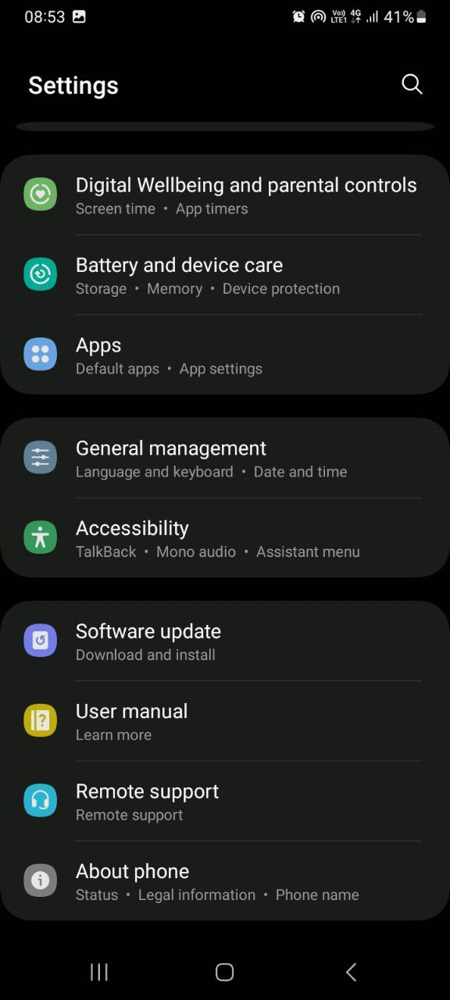 08:53
Vo) 4G
LTE1 41%
Settings
Digital Wellbeing and parental controls
Screen time • App timers
Battery and device care
Storage • Memory • Device protection
Apps
Default apps • App settings
General management
Language and keyboard • Date and time
Accessibility
TalkBack • Mono audio • Assistant menu
Software update
Download and install
User manual
Learn more
Remote support
Remote support
About phone
Status • Legal information • Phone name